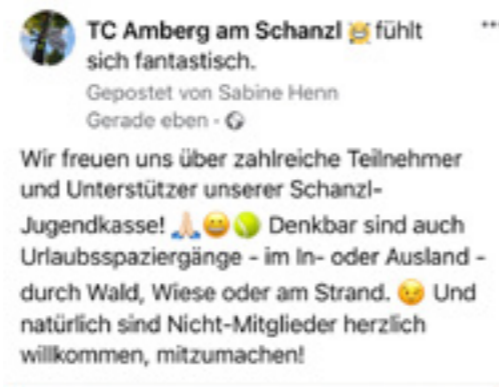 TC Amberg am Schanzl 😂 fühlt
sich fantastisch.
Gepostet von Sabine Henn
Gerade eben ·
Wir freuen uns über zahlreiche Teilnehmer
und Unterstützer unserer Schanzl-
Jugendkasse! 🙏🏻😀🎾 Denkbar sind auch
Urlaubsspaziergänge - im In- oder Ausland -
durch Wald, Wiese oder am Strand. 😉 Und
natürlich sind Nicht-Mitglieder herzlich
willkommen, mitzumachen!